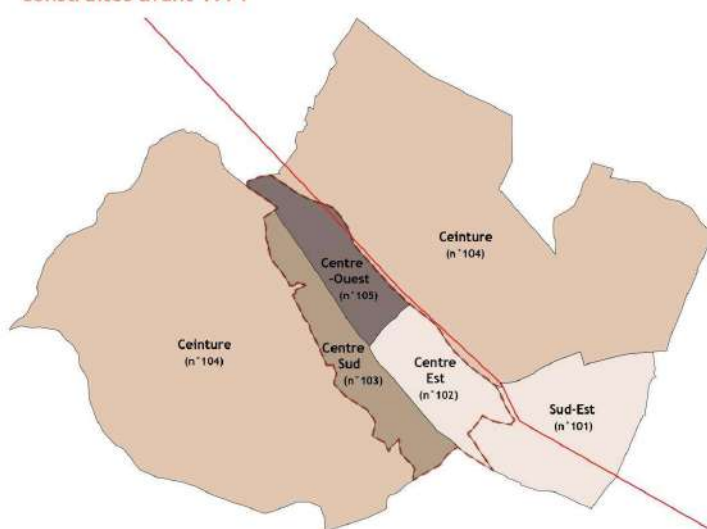 Ceinture
(n°104)
Centre
-Ouest
(n°105)
Ceinture
(n°104)
Centre
Sud
(n°103)
Centre
Est
(n°102)
Sud-Est
(n°101)